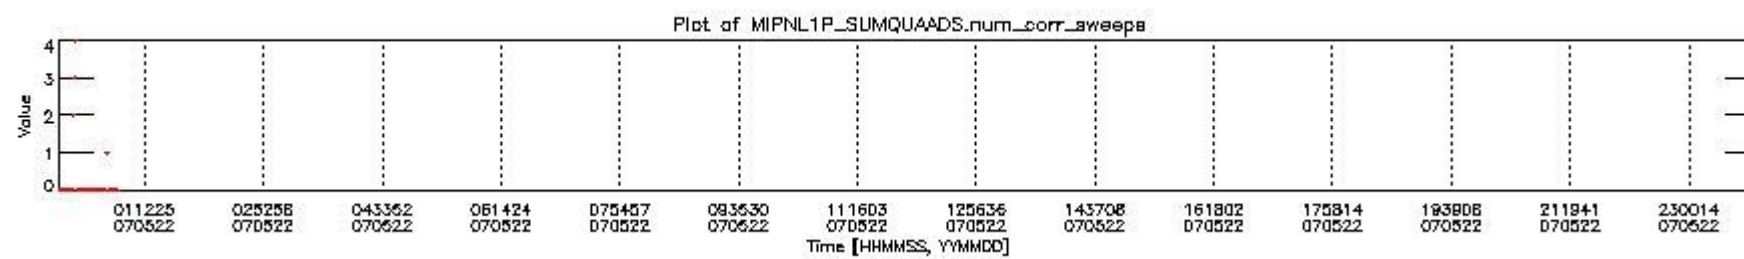 Plot of MIPNL1P_SUMQUAADS.num_corr_sweeps
4
3
2
1
0
Value
011225 025258 043352 061424 075457 093530 111603 125636 143708 161802 175814 193908 211941 230014
070522 070522 070522 070522 070522 070522 070522 070522 070522 070522 070522 070522 070522 070522
Time [HHMMSS, YYMMDD]